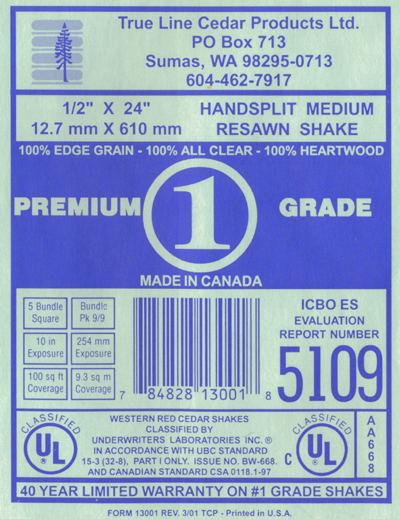 True Line Cedar Products Ltd.
PO Box 713
Sumas, WA 98295-0713
604-462-7917
1/2" X 24"
12.7 mm X 610 mm
HANDSPLIT MEDIUM
RESAWN SHAKE
100% EDGE GRAIN - 100% ALL CLEAR - 100% HEARTWOOD
PREMIUM 1 GRADE
MADE IN CANADA
5 Bundle
Square
Bundle
Pk 9/9
10 in
Exposure
254 mm
Exposure
100 sq ft
Coverage
9.3 sq m
Coverage
7 84828 13001 8
ICBO ES
EVALUATION
REPORT NUMBER
5109
CLASSIFIED
UL
WESTERN RED CEDAR SHAKES
CLASSIFIED BY
UNDERWRITERS LABORATORIES INC.®
IN ACCORDANCE WITH UBC STANDARD
15-3 (32-8), PART I ONLY. ISSUE NO. BW-668.
AND CANADIAN STANDARD CSA 0118.1-97
CLASSIFIED
C UL
AA668
40 YEAR LIMITED WARRANTY ON #1 GRADE SHAKES
FORM 13001 REV. 3/01 TCP - Printed in U.S.A.